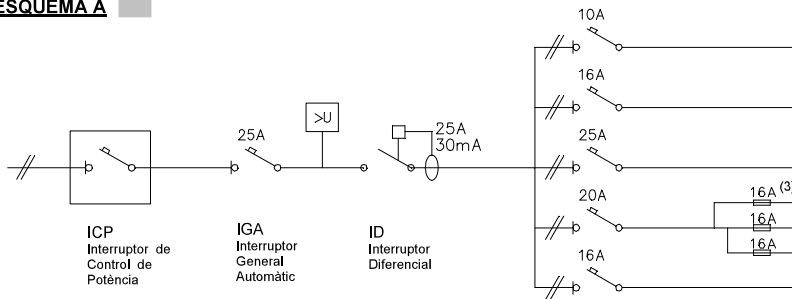 ESQUEMA A
10A
16A
25A
>U
25A
30mA
25A
20A
16A (3)
16A
16A
16A
ICP
Interruptor de
Control de
Potència
IGA
Interruptor
General
Automàtic
ID
Interruptor
Diferencial